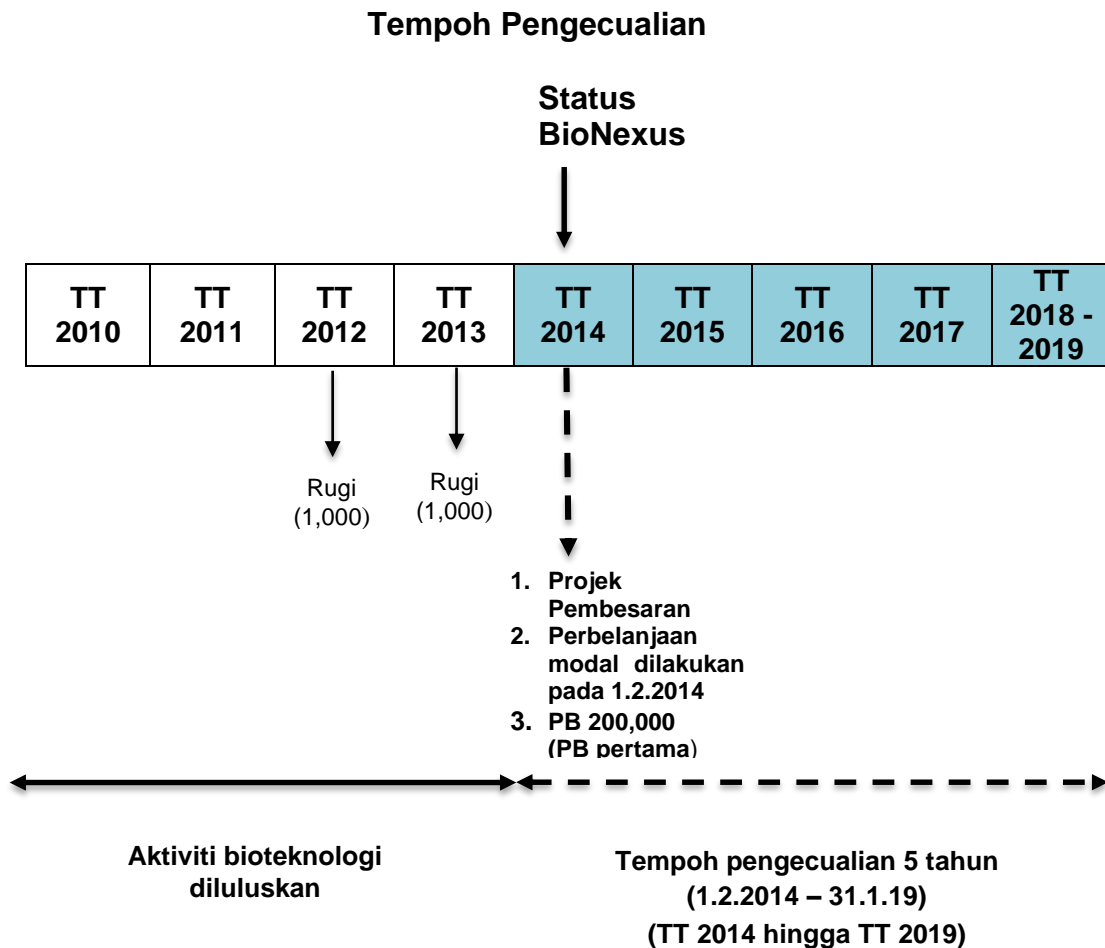 Tempoh Pengecualian
Status
BioNexus
TT
2010
TT
2011
TT
2012
TT
2013
TT
2014
TT
2015
TT
2016
TT
2017
TT
2018 -
2019
Rugi
(1,000)
Rugi
(1,000)
1. Projek
Pembesaran
2. Perbelanjaan
modal dilakukan
pada 1.2.2014
3. PB 200,000
(PB pertama)
Aktiviti bioteknologi
diluluskan
Tempoh pengecualian 5 tahun
(1.2.2014 – 31.1.19)
(TT 2014 hingga TT 2019)